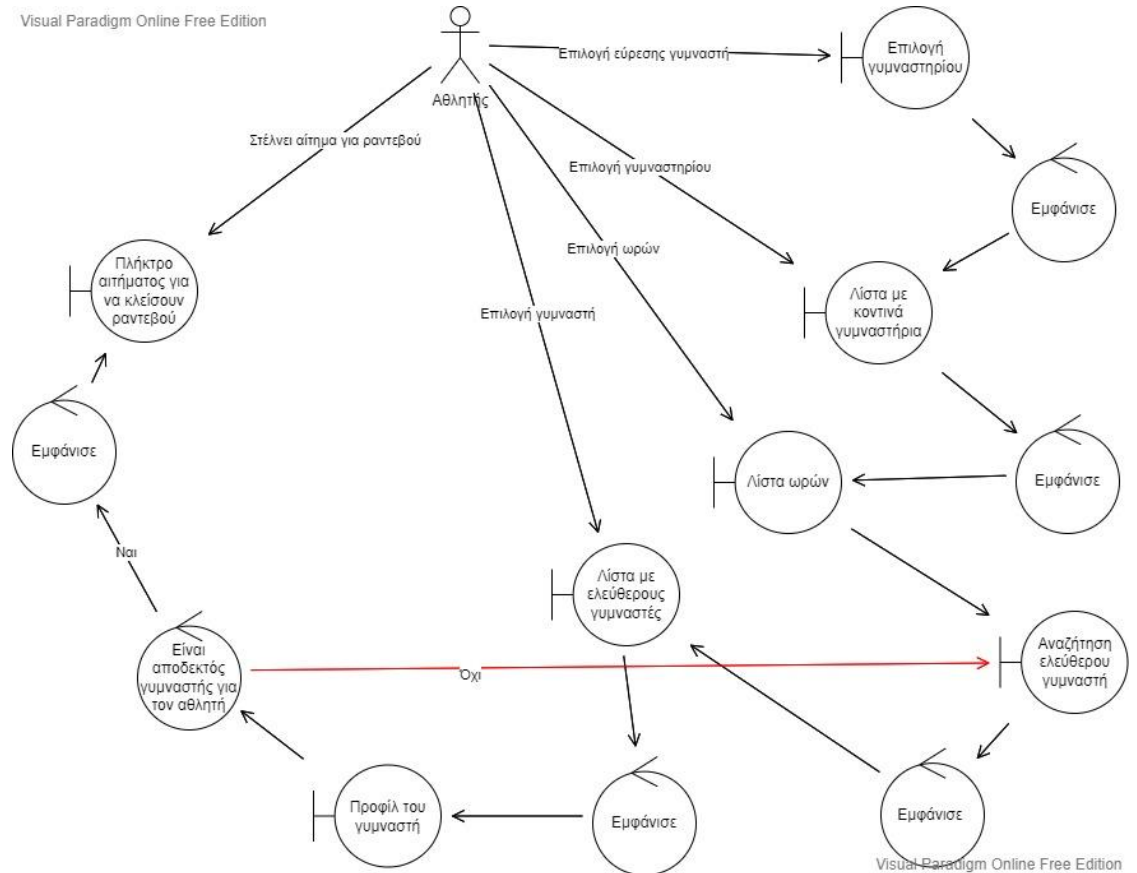 Visual Paradigm Online Free Edition
Αθλητής
Επιλογή εύρεσης γυμναστή
Επιλογή
γυμναστηρίου
Στέλνει αίτημα για ραντεβού
Επιλογή γυμναστηρίου
Εμφάνισε
Επιλογή ωρών
Πλήκτρο
αιτήματος για
να κλείσουν
ραντεβού
Επιλογή γυμναστή
Λίστα με
κοντινά
γυμναστήρια
Εμφάνισε
Λίστα ωρών
Εμφάνισε
Ναι
Λίστα με
ελεύθερους
γυμναστές
Είναι
αποδεκτός
γυμναστής για
τον αθλητή
Όχι
Αναζήτηση
ελεύθερου
γυμναστή
Προφίλ του
γυμναστή
Εμφάνισε
Εμφάνισε
Visual Paradigm Online Free Edition